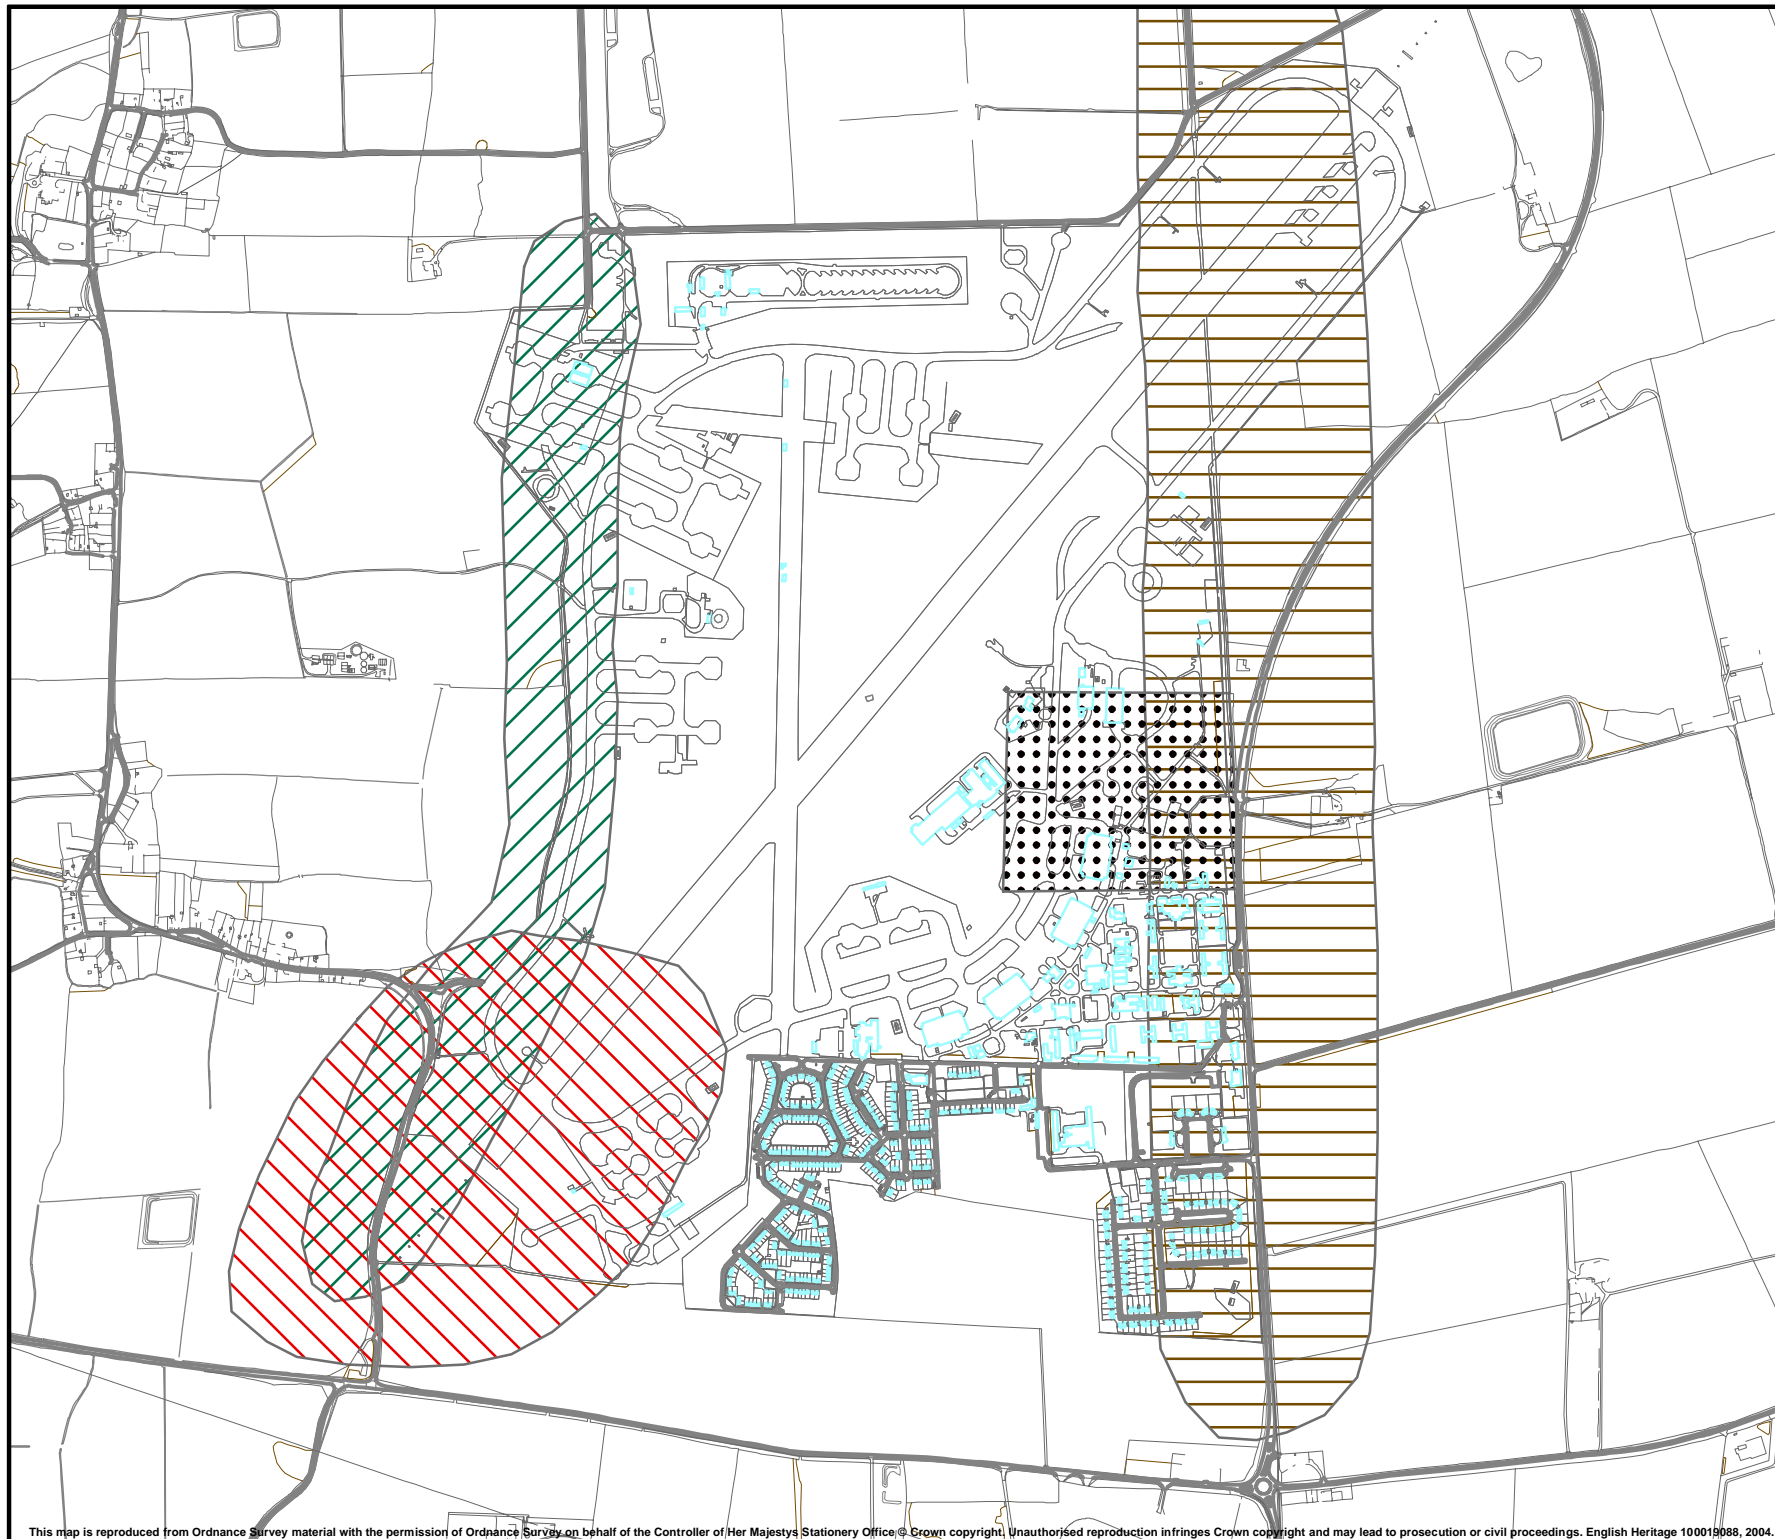 This map is reproduced from Ordnance Survey material with the permission of Ordnance Survey on behalf of the Controller of Her Majestys Stationery Office © Crown copyright. Unauthorised reproduction infringes Crown copyright and may lead to prosecution or civil proceedings. English Heritage 100019088, 2004.